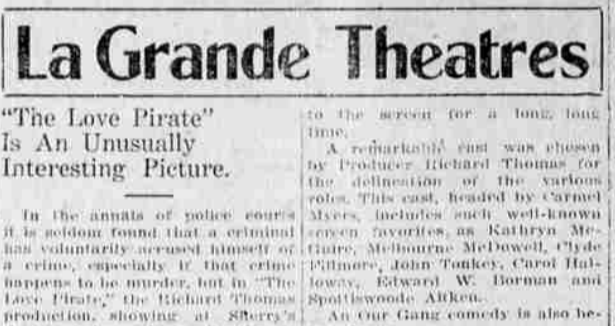 La Grande Theatres
"The Love Pirate"
Is An Unusually
Interesting Picture.
In the annals of police courts
it is seldom found that a criminal
has voluntarily accused himself of
a crime, especially if that crime
happens to be murder, but in "The
Love Pirate," the Richard Thomas
production, showing at Sherry's
to the screen for a long, long
time.
A remarkable cast was chosen
by Producer Richard Thomas for
the delineation of the various
roles. This cast, headed by Carmel
Myers, includes such well-known
screen favorites, as Kathryn Mc-
Guire, Melbourne McDowell, Clyde
Fillmore, John Tonkey, Carol Hal-
loway, Edward W. Borman and
Spottiswoode Aitken.
An Our Gang comedy is also be-